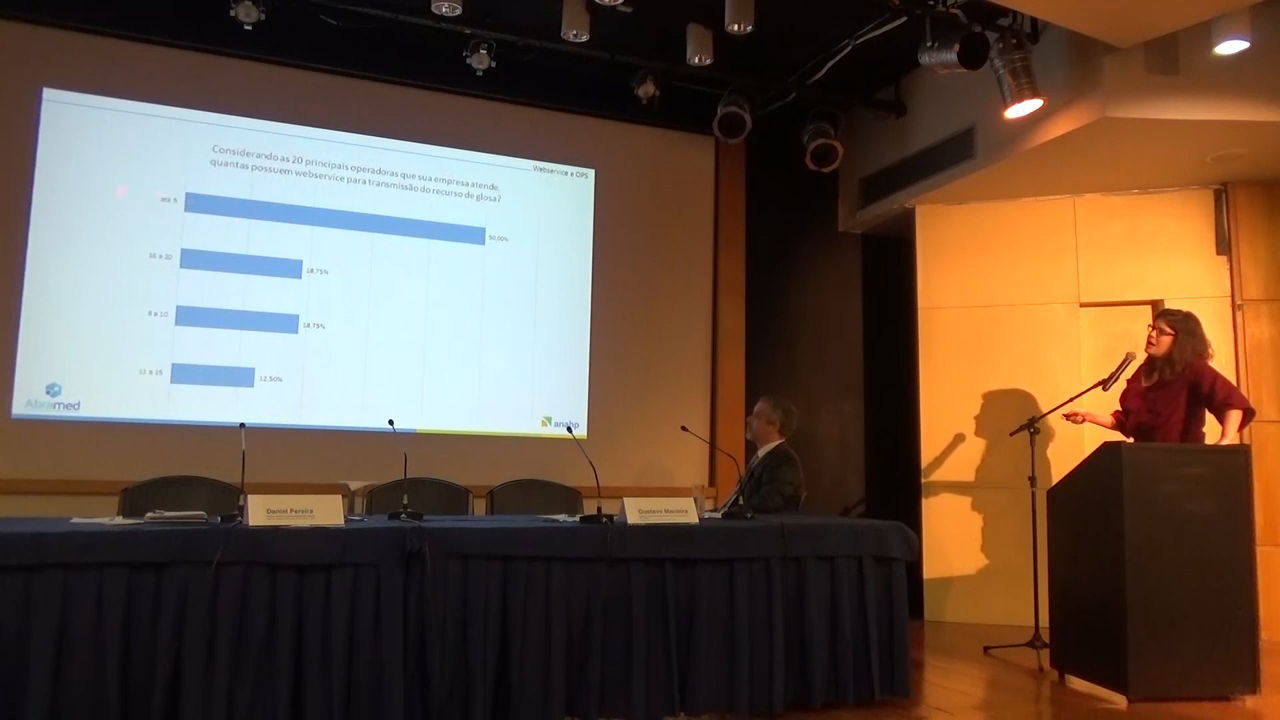 Webservice e OPS
Considerando as 20 principais operadoras que sua empresa atende,
quantas possuem webservice para transmissão do recurso de glosa?
até 5
50,00%
16 a 20
18,75%
6 a 10
18,75%
11 a 15
12,50%
Abramed
anahp
Daniel Pereira
Gustavo Marinho